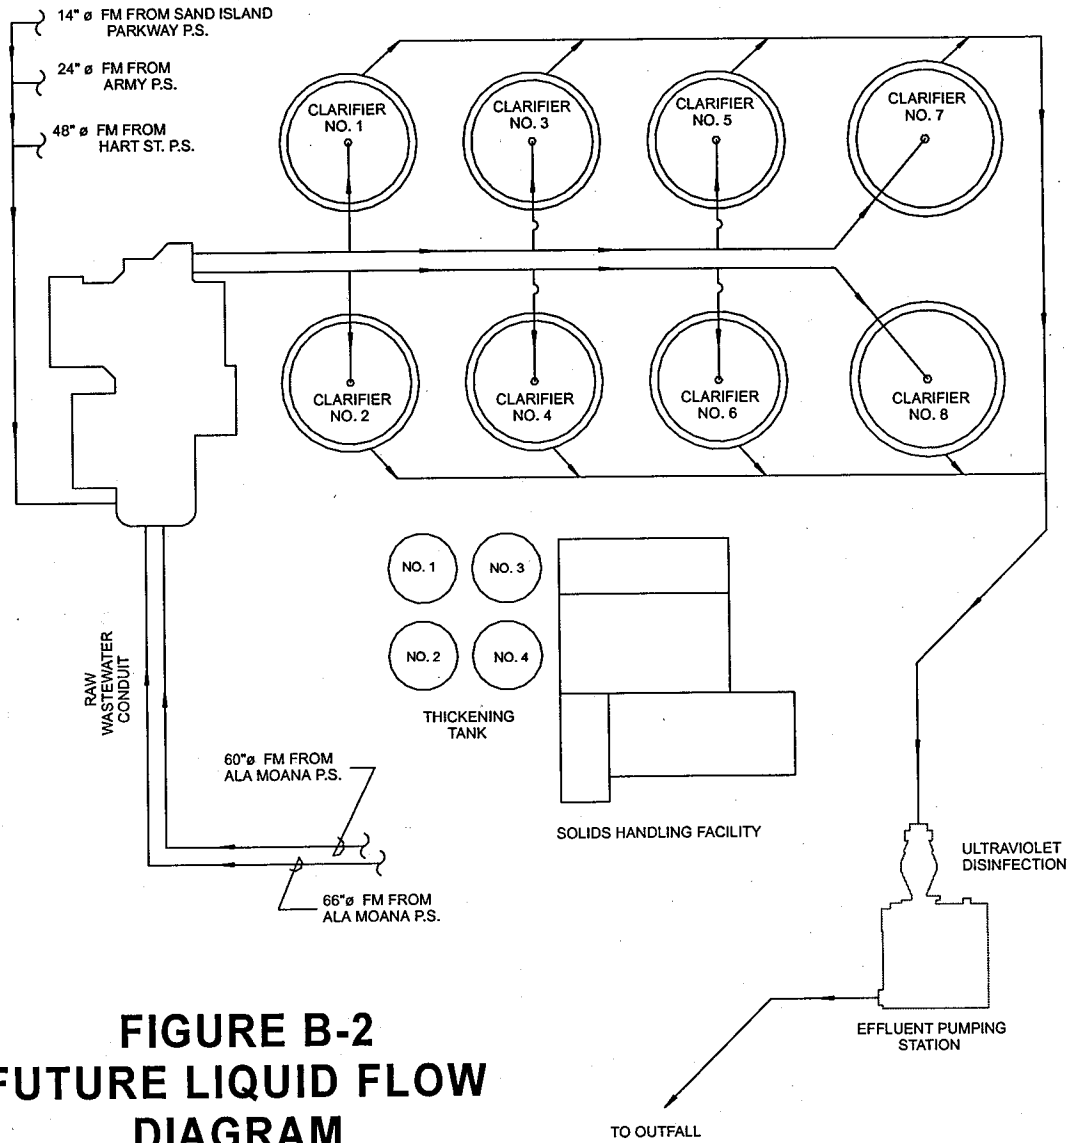 14" ø FM FROM SAND ISLAND
PARKWAY P.S.
24" ø FM FROM
ARMY P.S.
48" ø FM FROM
HART ST. P.S.
CLARIFIER
NO. 1
CLARIFIER
NO. 3
CLARIFIER
NO. 5
CLARIFIER
NO. 7
CLARIFIER
NO. 2
CLARIFIER
NO. 4
CLARIFIER
NO. 6
CLARIFIER
NO. 8
NO. 1
NO. 3
NO. 2
NO. 4
THICKENING
TANK
RAW
WASTEWATER
CONDUIT
60"ø FM FROM
ALA MOANA P.S.
66"ø FM FROM
ALA MOANA P.S.
SOLIDS HANDLING FACILITY
ULTRAVIOLET
DISINFECTION
EFFLUENT PUMPING
STATION
TO OUTFALL
FIGURE B-2
FUTURE LIQUID FLOW
DIAGRAM